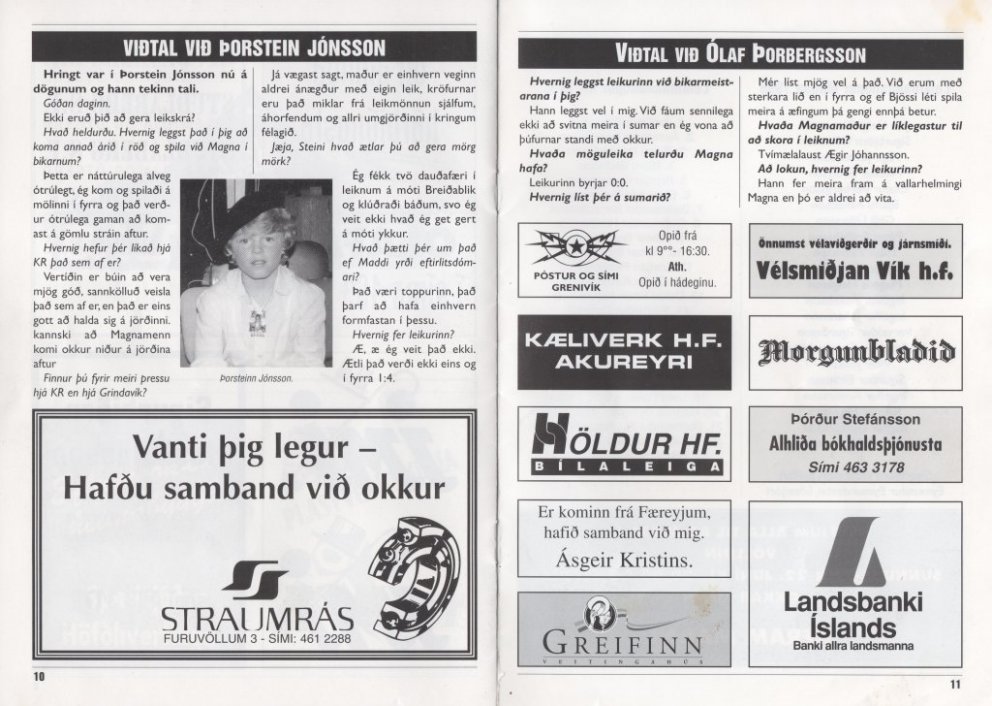 VIÐTAL VIÐ ÞORSTEIN JÓNSSON
Hringt var í Þorstein Jónsson nú á
dögunum og hann tekinn tali.
Góðan daginn.
Ekki eruð þið að gera leikskrá?
Hvað heldurðu. Hvernig leggst það í þig að
koma annað árið í röð og spila við Magna í
bikarnum?
Þetta er náttúrulega alveg
ótrúlegt, ég kom og spilaði á
mölinni í fyrra og það verð-
ur ótrúlega gaman að kom-
ast á gömlu stráin aftur.
Hvernig hefur þér líkað hjá
KR það sem af er?
Vertíðin er búin að vera
mjög góð, sannkölluð veisla
það sem af er, en það er eins
gott að halda sig á jörðinni.
kannski að Magnamenn
komi okkur niður á jörðina
aftur
Finnur þú fyrir meiri pressu
hjá KR en hjá Grindavík?
Já vægast sagt, maður er einhvern veginn
aldrei ánægður með eigin leik, kröfurnar
eru það miklar frá leikmönnun sjálfum,
áhorfendum og allri umgjörðinni í kringum
félagið.
Jæja, Steini hvað ætlar þú að gera mörg
mörk?
Ég fékk tvö dauðafæri í
leiknum á móti Breiðablik
og klúðraði báðum, svo ég
veit ekki hvað ég get gert
á móti ykkur.
Hvað þætti þér um það
ef Maddi yrði eftirlitsdóm-
ari?
Það væri toppurinn, það
þarf að hafa einhvern
formfastan í þessu.
Hvernig fer leikurinn?
Æ, æ ég veit það ekki.
Ætli það verði ekki eins og
í fyrra 1:4.
Þorsteinn Jónsson.
Vanti þig legur –
Hafðu samband við okkur
STRAUMRÁS
FURUVÖLLUM 3 - SÍMI: 461 2288
10
VIÐTAL VIÐ ÓLAF ÞORBERGSSON
Hvernig leggst leikurinn við bikarmeist-
arana í þig?
Hann leggst vel í mig. Við fáum sennilega
ekki að svitna meira í sumar en ég vona að
þúfurnar standi með okkur.
Hvaða möguleika telurðu Magna
hafa?
Leikurinn byrjar 0:0.
Hvernig líst þér á sumarið?
Mér líst mjög vel á það. Við erum með
sterkara lið en í fyrra og ef Bjössi léti spila
meira á æfingum þá gengi ennþá betur.
Hvaða Magnamaður er líklegastur til
að skora í leiknum?
Tvímælalaust Ægir Jóhannsson.
Að lokun, hvernig fer leikurinn?
Hann fer meira fram á vallarhelmingi
Magna en þó er aldrei að vita.
PÓSTUR OG SÍMI
GRENIVÍK
Opið frá
kl 9ºº- 16:30.
Ath.
Opið í hádeginu.
Önnumst vélaviðgerðir og járnsmíði.
Vélsmiðjan Vík h.f.
KÆLIVERK H.F.
AKUREYRI
Morgunblaðið
HÖLDUR HF.
BÍLALEIGA
Þórður Stefánsson
Alhliða bókhaldsþjónusta
Sími 463 3178
Er kominn frá Færeyjum,
hafið samband við mig.
Ásgeir Kristins.
GREIFINN
VEITINGAHÚS
Landsbanki
Íslands
Banki allra landsmanna
11